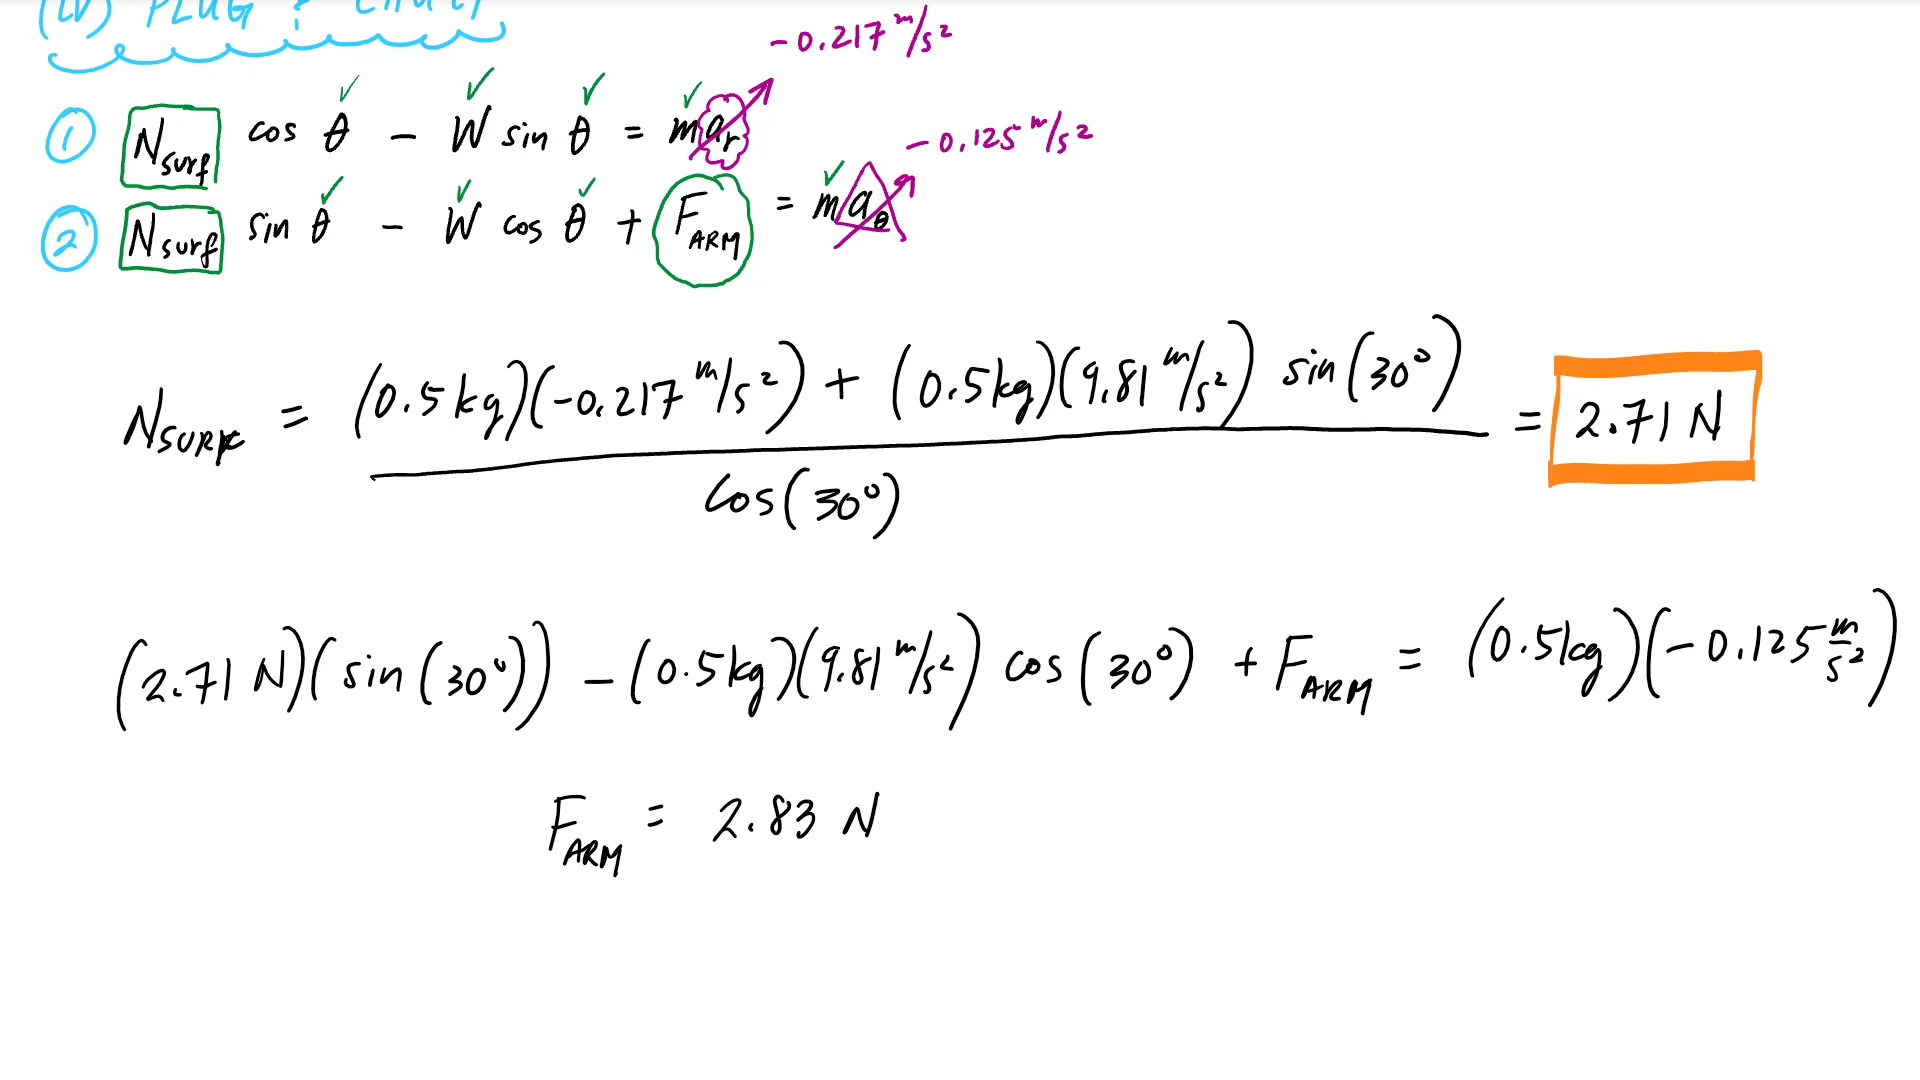 (iv) PLUG &
-0.217 m/s²
① N_surf cos θ - W sin θ = m a_r
-0.125 m/s²
② N_surf sin θ - W cos θ + F_ARM = m a_θ
N_SURF = (0.5 kg)(-0.217 m/s²) + (0.5 kg)(9.81 m/s²) sin(30°)
cos(30°)
= 2.71 N
(2.71 N)(sin(30°)) - (0.5 kg)(9.81 m/s²) cos(30°) + F_ARM = (0.5 kg)(-0.125 m/s²)
F_ARM = 2.83 N